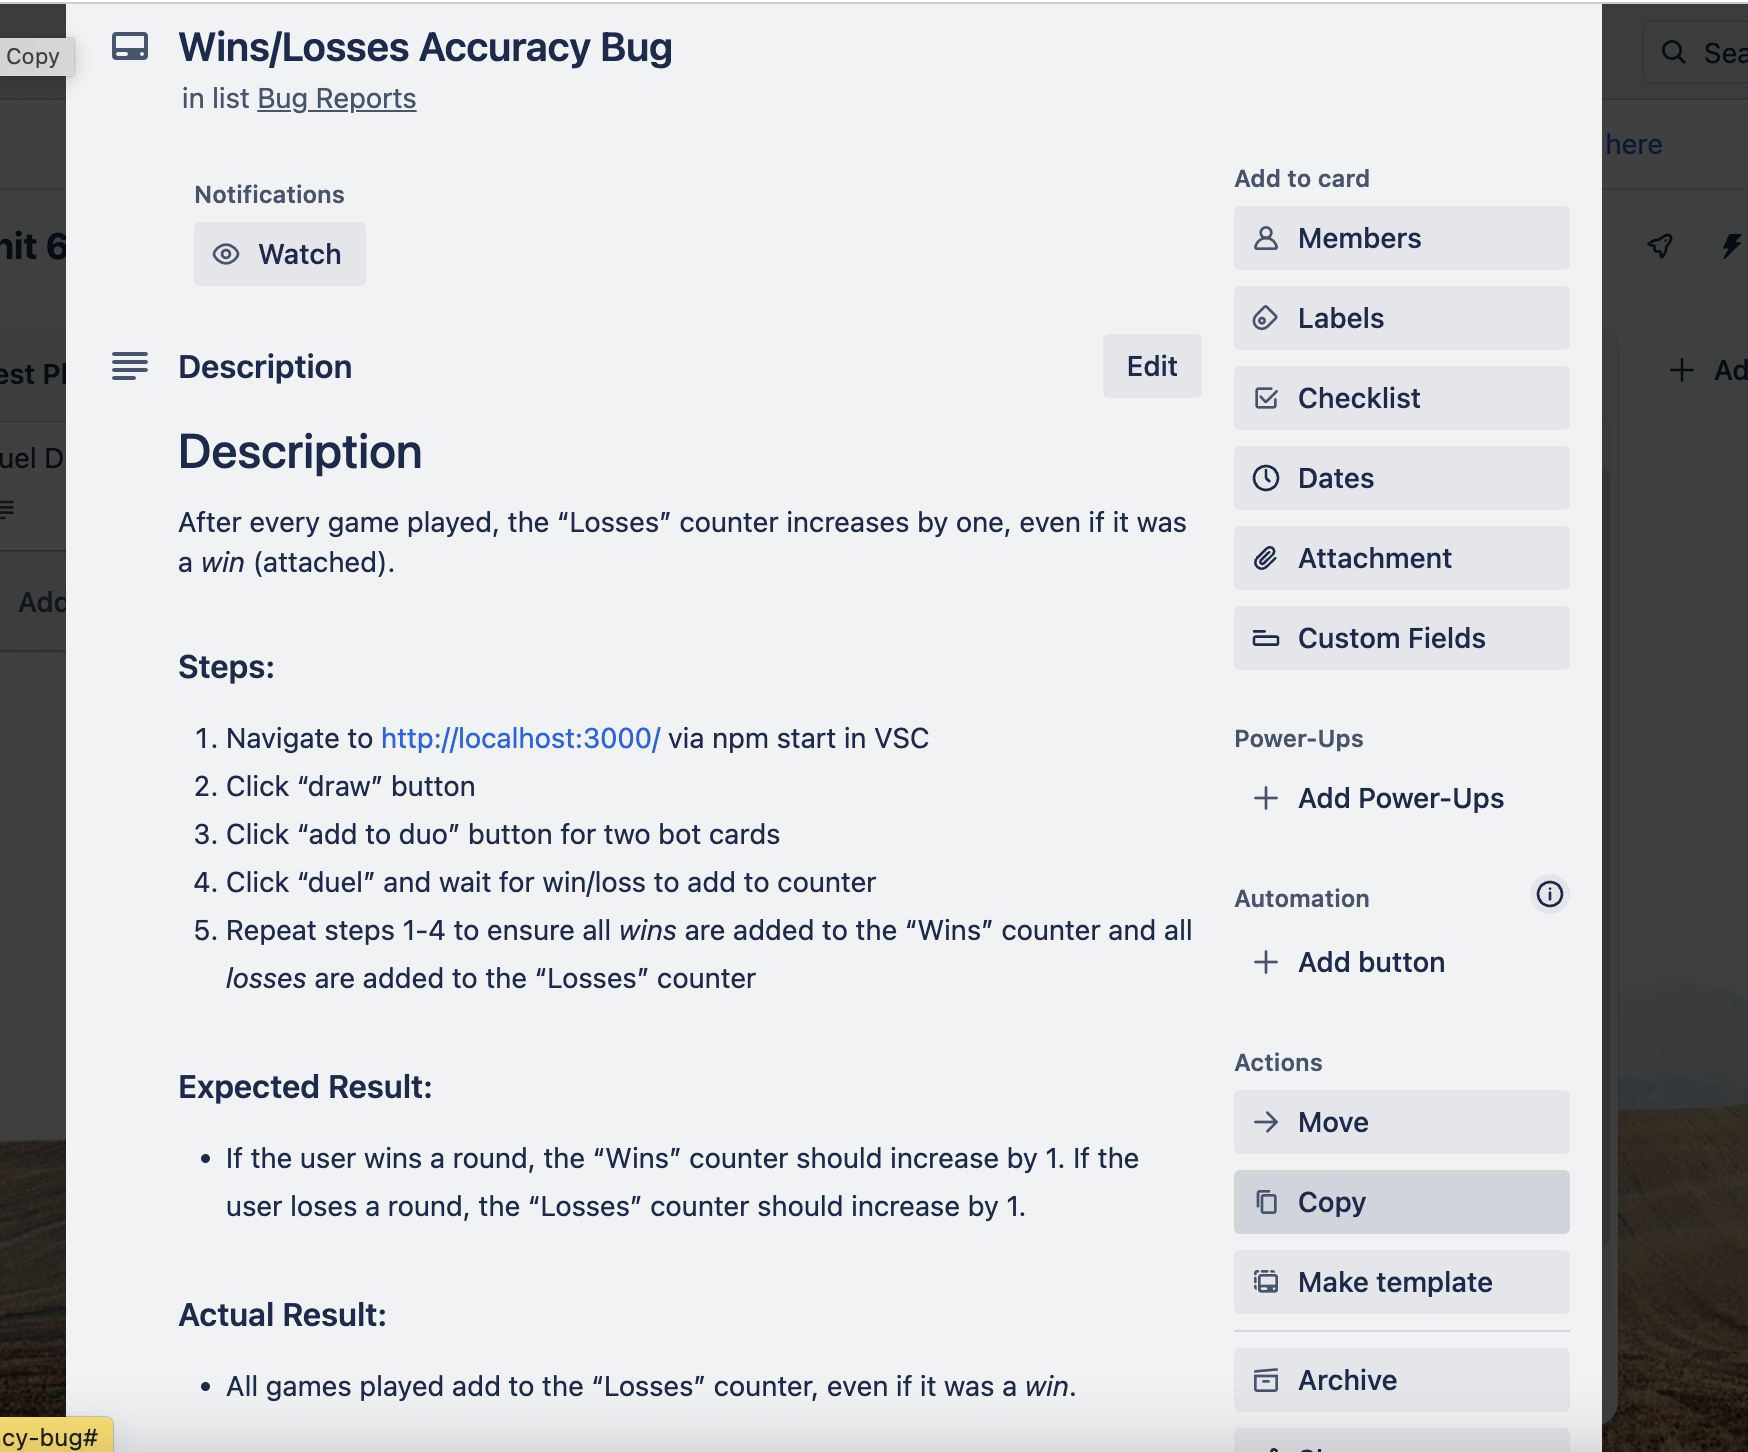 Copy
Wins/Losses Accuracy Bug
in list Bug Reports
here
Notifications
Watch
Description
Edit
Description
After every game played, the “Losses” counter increases by one, even if it was
a win (attached).
Steps:
1. Navigate to http://localhost:3000/ via npm start in VSC
2. Click “draw” button
3. Click “add to duo” button for two bot cards
4. Click “duel” and wait for win/loss to add to counter
5. Repeat steps 1-4 to ensure all wins are added to the “Wins” counter and all
losses are added to the “Losses” counter
Expected Result:
• If the user wins a round, the “Wins” counter should increase by 1. If the
user loses a round, the “Losses” counter should increase by 1.
Actual Result:
• All games played add to the “Losses” counter, even if it was a win.
Add to card
Members
Labels
Checklist
Dates
Attachment
Custom Fields
Power-Ups
+ Add Power-Ups
Automation
+ Add button
Actions
Move
Copy
Make template
Archive
Add
cy-bug#